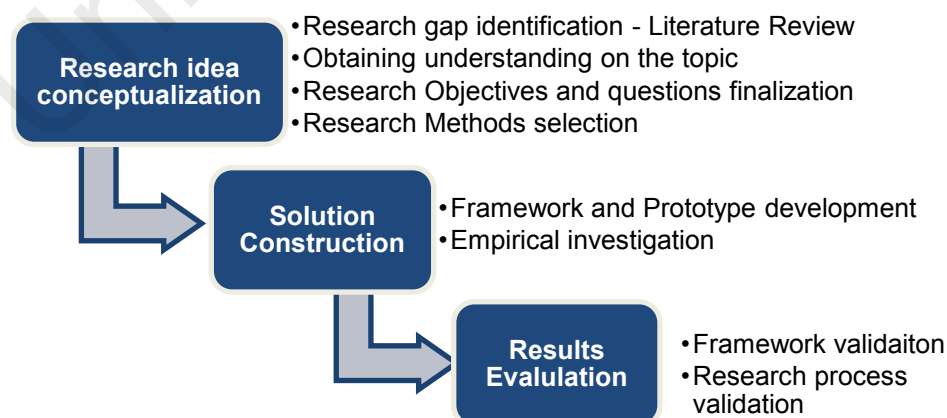 Research idea
conceptualization
•Research gap identification - Literature Review
•Obtaining understanding on the topic
•Research Objectives and questions finalization
•Research Methods selection
Solution
Construction
•Framework and Prototype development
•Empirical investigation
Results
Evalulation
•Framework validaiton
•Research process
validation